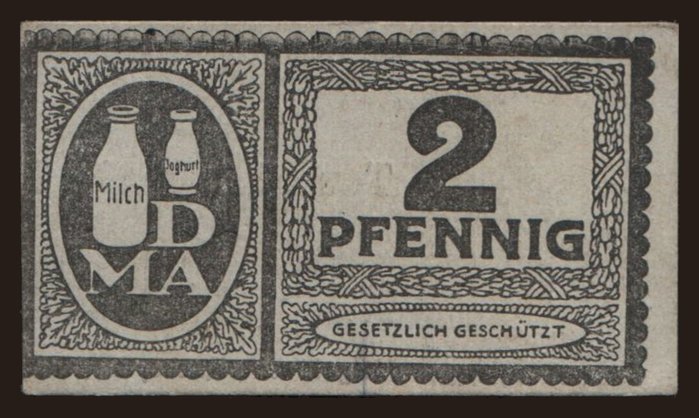 Milch
Joghurt
D
MA
2
PFENNIG
GESETZLICH GESCHÜTZT